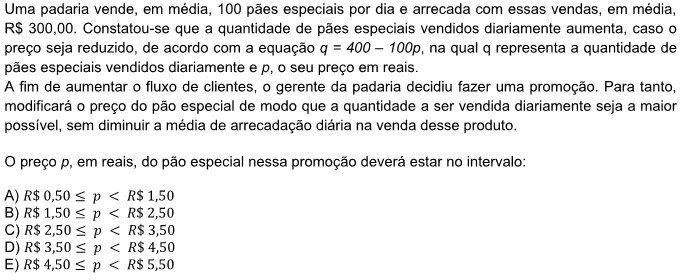 Uma padaria vende, em média, 100 pães especiais por dia e arrecada com essas vendas, em média,
R$ 300,00. Constatou-se que a quantidade de pães especiais vendidos diariamente aumenta, caso o
preço seja reduzido, de acordo com a equação q = 400 – 100p, na qual q representa a quantidade de
pães especiais vendidos diariamente e p, o seu preço em reais.
A fim de aumentar o fluxo de clientes, o gerente da padaria decidiu fazer uma promoção. Para tanto,
modificará o preço do pão especial de modo que a quantidade a ser vendida diariamente seja a maior
possível, sem diminuir a média de arrecadação diária na venda desse produto.
O preço p, em reais, do pão especial nessa promoção deverá estar no intervalo:
A) R$ 0,50 ≤ p < R$ 1,50
B) R$ 1,50 ≤ p < R$ 2,50
C) R$ 2,50 ≤ p < R$ 3,50
D) R$ 3,50 ≤ p < R$ 4,50
E) R$ 4,50 ≤ p < R$ 5,50